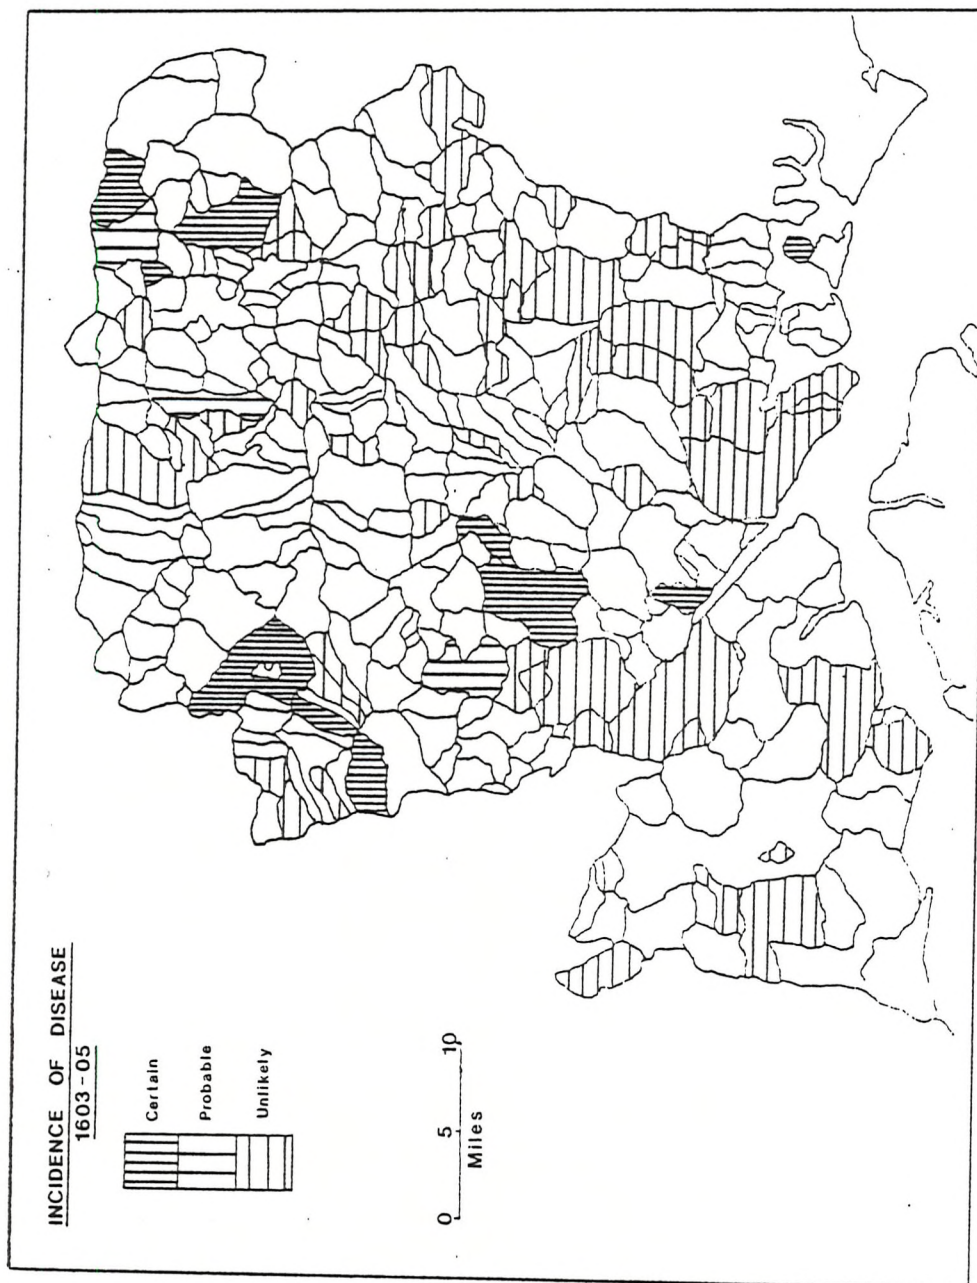 INCIDENCE OF DISEASE
1603-05
Certain
Probable
Unlikely
0 5 10
Miles